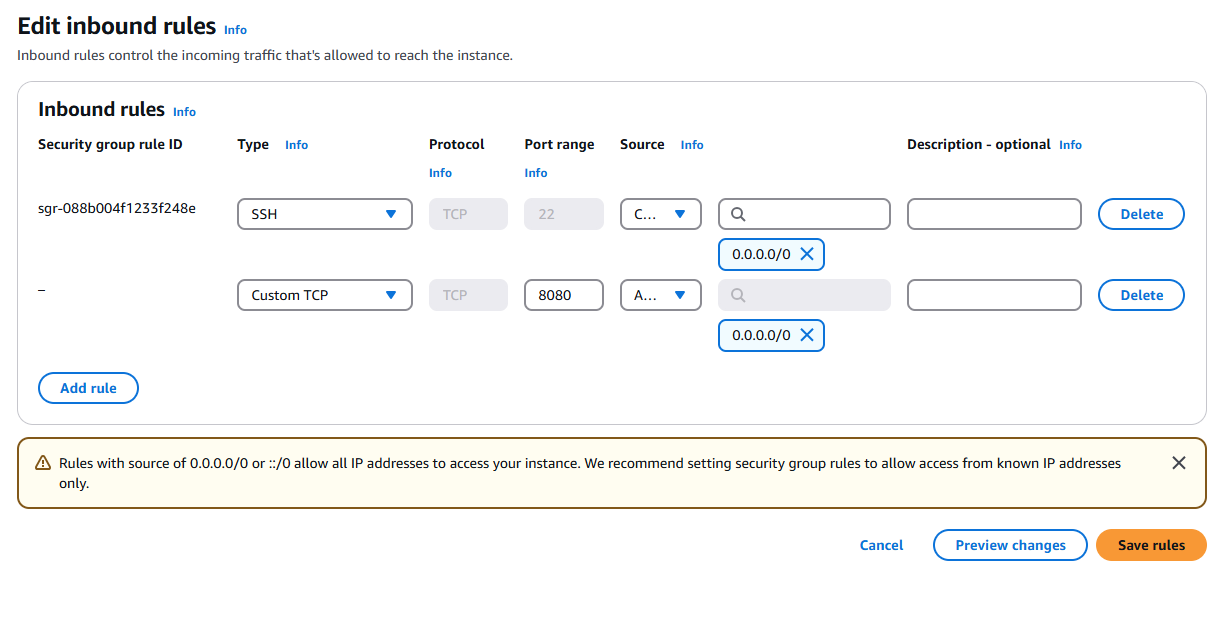 Edit inbound rules Info
Inbound rules control the incoming traffic that's allowed to reach the instance.
Inbound rules Info
Security group rule ID Type Info Protocol Info Port range Info Source Info Description - optional Info
sgr-088b004f1233f248e SSH TCP 22 C... Delete
0.0.0.0/0
– Custom TCP TCP 8080 A... Delete
0.0.0.0/0
Add rule
Rules with source of 0.0.0.0/0 or ::/0 allow all IP addresses to access your instance. We recommend setting security group rules to allow access from known IP addresses
only.
Cancel Preview changes Save rules